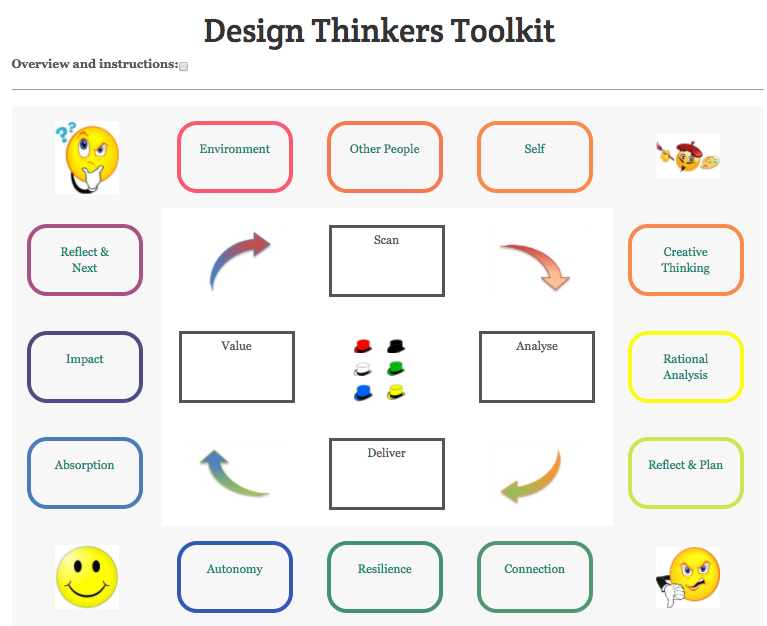 Design Thinkers Toolkit
Overview and instructions:
??
Environment
Other People
Self
Reflect &
Next
Scan
Creative
Thinking
Impact
Value
Analyse
Rational
Analysis
Absorption
Deliver
Reflect & Plan
Autonomy
Resilience
Connection